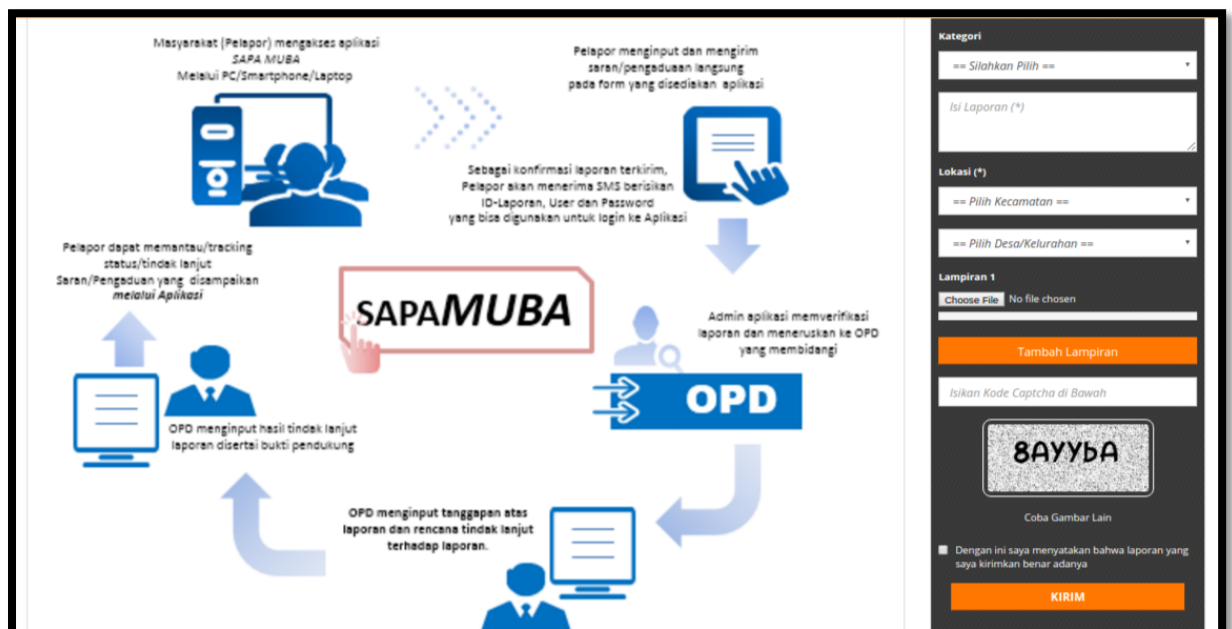 Masyarakat (Pelapor) mengakses aplikasi
SAPA MUBA
Melalui PC/Smartphone/Laptop
Pelapor menginput dan mengirim
saran/pengaduaan langsung
pada form yang disediakan aplikasi
Sebagai konfirmasi laporan terkirim,
Pelapor akan menerima SMS berisikan
ID-Laporan, User dan Password
yang bisa digunakan untuk login ke Aplikasi
Pelapor dapat memantau/tracking
status/tindak lanjut
Saran/Pengaduan yang disampaikan
melalui Aplikasi
SAPAMUBA
Admin aplikasi memverifikasi
laporan dan meneruskan ke OPD
yang membidangi
OPD
OPD menginput hasil tindak lanjut
laporan disertai bukti pendukung
OPD menginput tanggapan atas
laporan dan rencana tindak lanjut
terhadap laporan.
Kategori
== Silahkan Pilih ==
Isi Laporan (*)
Lokasi (*)
== Pilih Kecamatan ==
== Pilih Desa/Kelurahan ==
Lampiran 1
Choose File No file chosen
Tambah Lampiran
Isikan Kode Captcha di Bawah
8AYYbA
Coba Gambar Lain
Dengan ini saya menyatakan bahwa laporan yang
saya kirimkan benar adanya
KIRIM